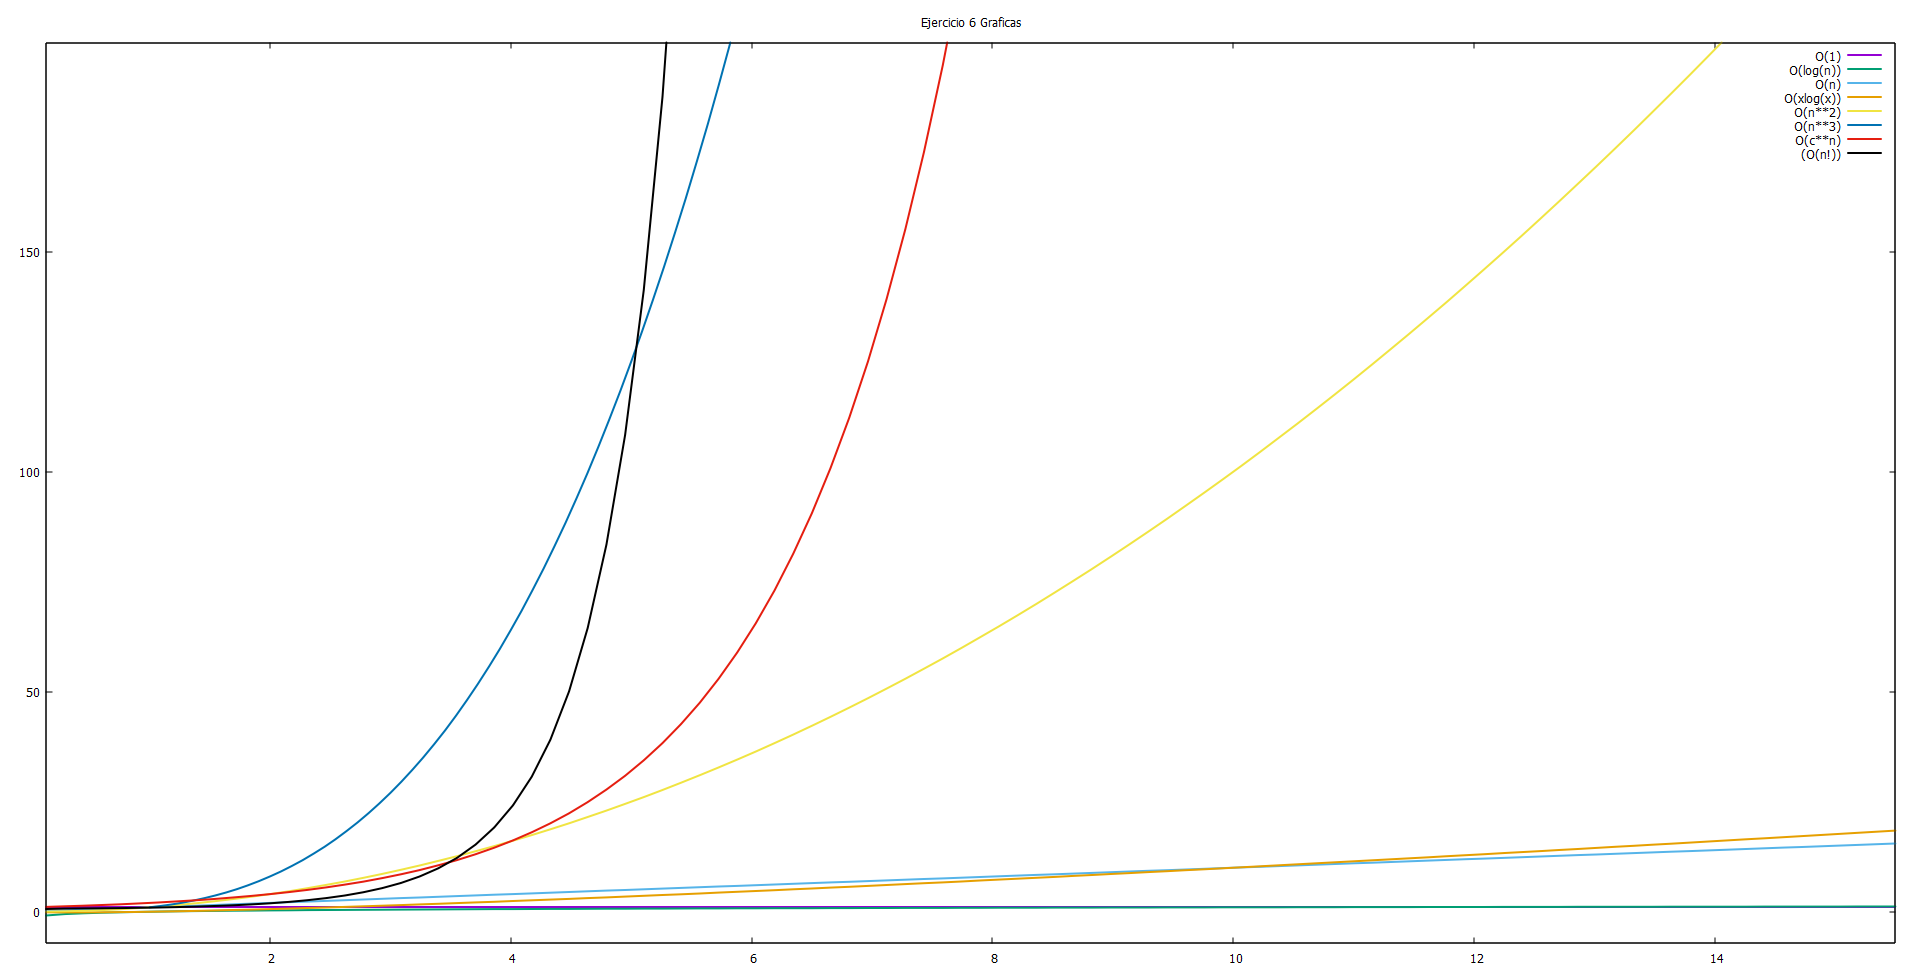 Ejercicio 6 Graficas
O(1)
O(log(n))
O(n)
O(xlog(x))
O(n**2)
O(n**3)
O(c**n)
(O(n!))
150
100
50
0
2 4 6 8 10 12 14